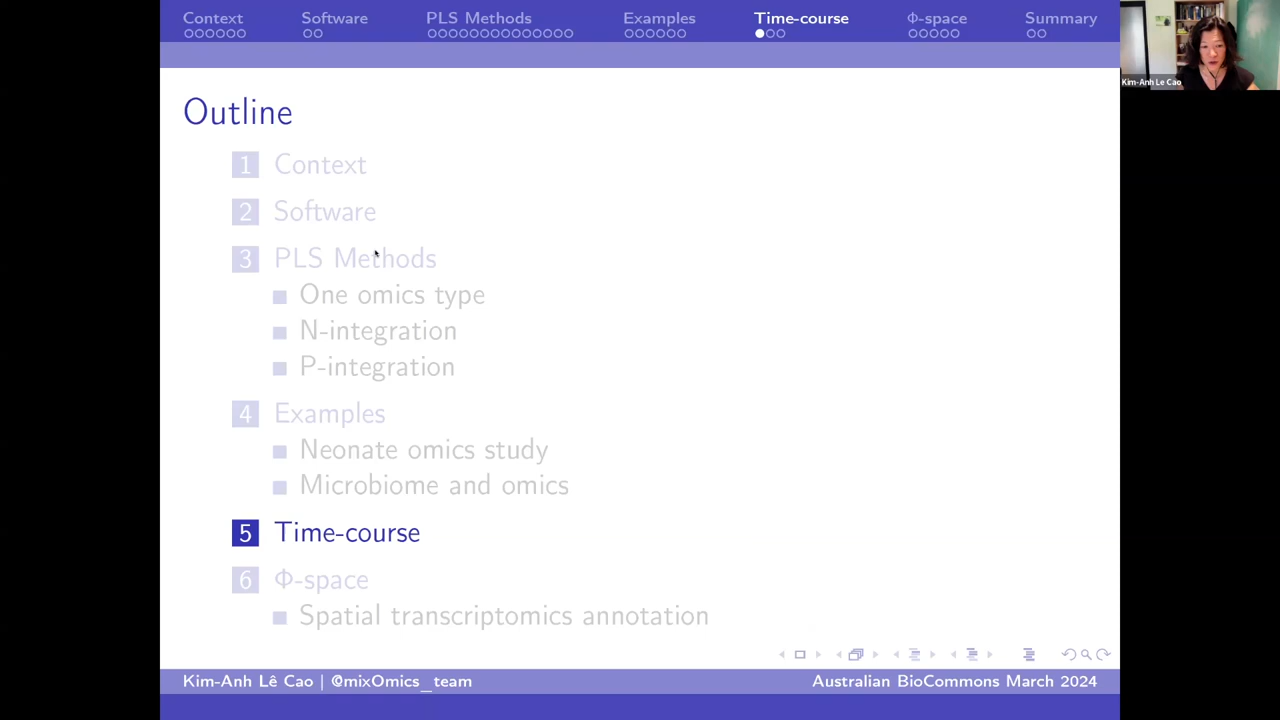 Context Software PLS Methods Examples Time-course Φ-space Summary
Kim-Anh Le Cao
Outline
1 Context
2 Software
3 PLS Methods
One omics type
N-integration
P-integration
4 Examples
Neonate omics study
Microbiome and omics
5 Time-course
6 Φ-space
Spatial transcriptomics annotation
Kim-Anh Lê Cao | @mixOmics_team Australian BioCommons March 2024